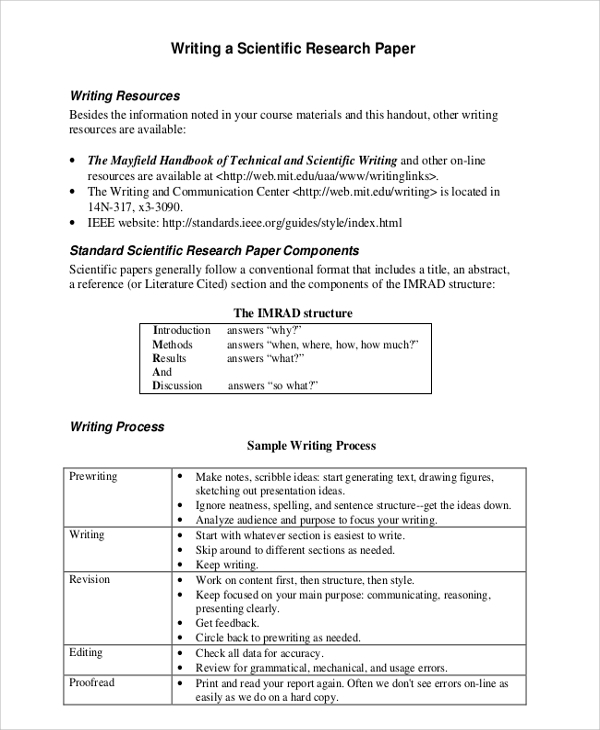 Writing a Scientific Research Paper
Writing Resources
Besides the information noted in your course materials and this handout, other writing
resources are available:
• The Mayfield Handbook of Technical and Scientific Writing and other on-line
resources are available at <http://web.mit.edu/uaa/www/writinglinks>.
• The Writing and Communication Center <http://web.mit.edu/writing> is located in
14N-317, x3-3090.
• IEEE website: http://standards.ieee.org/guides/style/index.html
Standard Scientific Research Paper Components
Scientific papers generally follow a conventional format that includes a title, an abstract,
a reference (or Literature Cited) section and the components of the IMRAD structure:
The IMRAD structure
Introduction answers “why?”
Methods answers “when, where, how, how much?”
Results answers “what?”
And
Discussion answers “so what?”
Writing Process
Sample Writing Process
Prewriting • Make notes, scribble ideas: start generating text, drawing figures,
sketching out presentation ideas.
• Ignore neatness, spelling, and sentence structure--get the ideas down.
• Analyze audience and purpose to focus your writing.
Writing • Start with whatever section is easiest to write.
• Skip around to different sections as needed.
• Keep writing.
Revision • Work on content first, then structure, then style.
• Keep focused on your main purpose: communicating, reasoning,
presenting clearly.
• Get feedback.
• Circle back to prewriting as needed.
Editing • Check all data for accuracy.
• Review for grammatical, mechanical, and usage errors.
Proofread • Print and read your report again. Often we don't see errors on-line as
easily as we do on a hard copy.